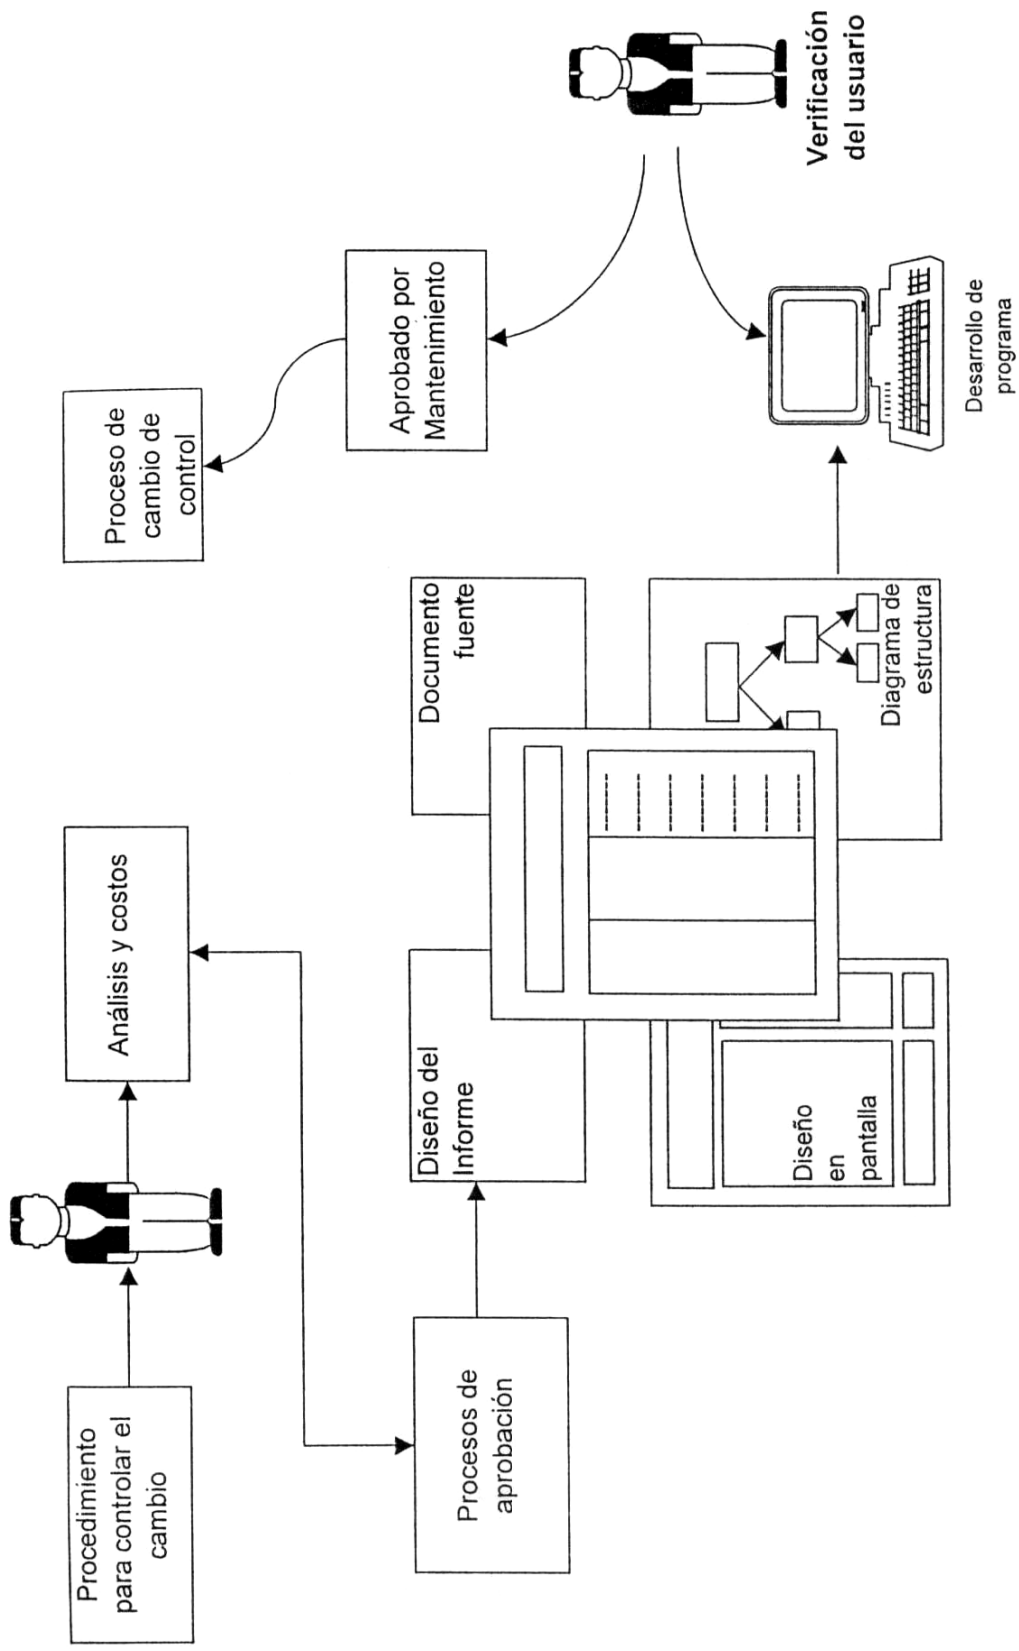 Procedimiento
para controlar el
cambio
Análisis y costos
Procesos de
aprobación
Diseño del
Informe
Documento
fuente
Diseño
en
pantalla
Diagrama de
estructura
Desarrollo de
programa
Verificación
del usuario
Aprobado por
Mantenimiento
Proceso de
cambio de
control